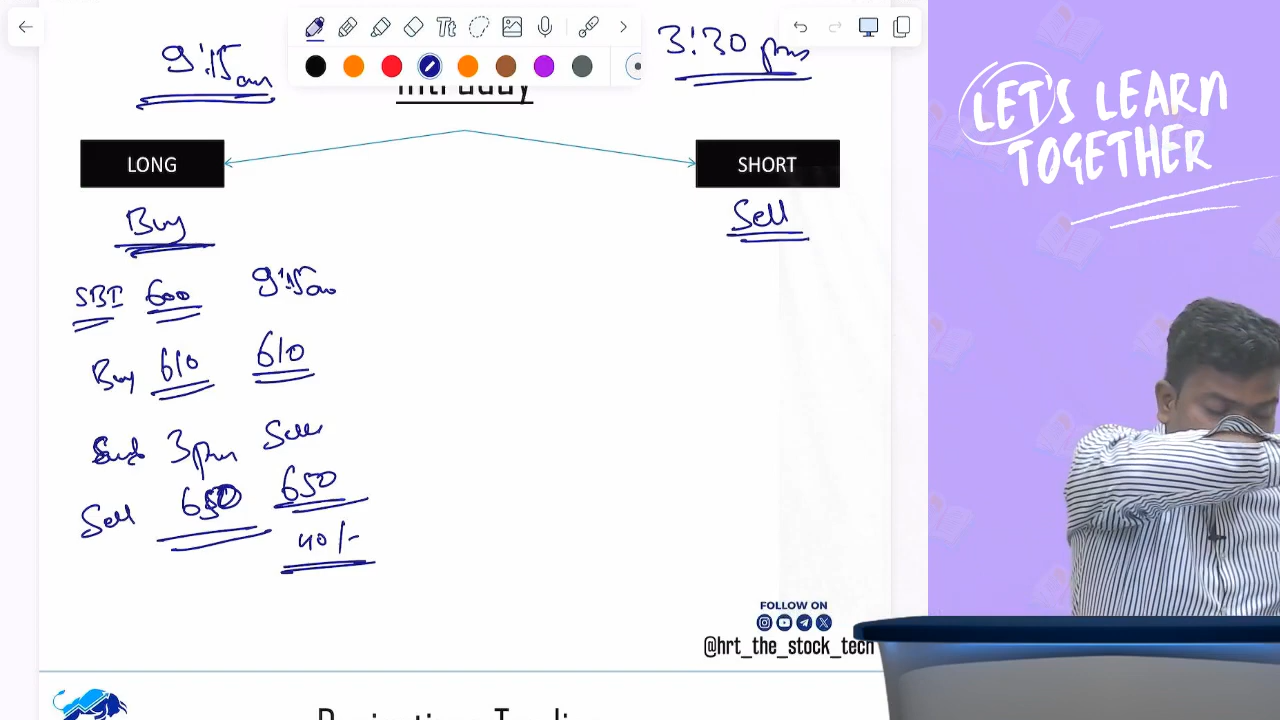 9:15am
3:30 pm
Intraday
LONG
SHORT
Buy
Sell
SBI 600 9:15am
Buy 610 610
3pm Sell
Sell 650 650
40/-
LET'S LEARN
TOGETHER
FOLLOW ON
@hrt_the_stock_tech